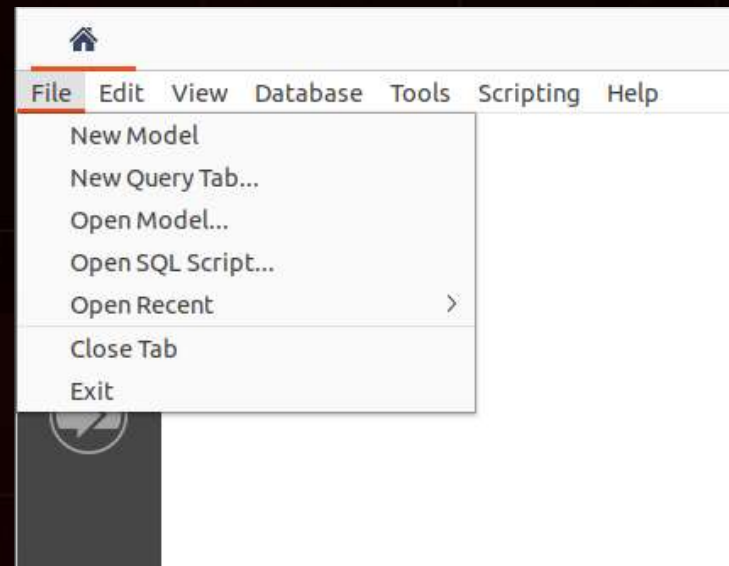 File Edit View Database Tools Scripting Help
New Model
New Query Tab...
Open Model...
Open SQL Script...
Open Recent
Close Tab
Exit